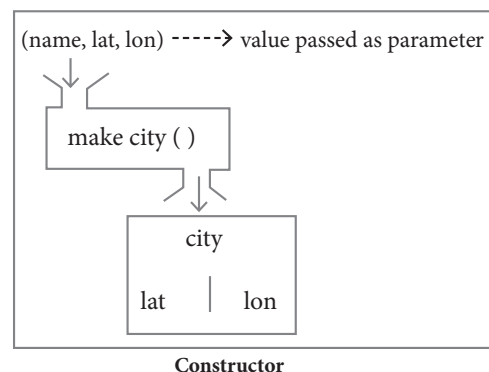 (name, lat, lon) value passed as parameter
make city ( )
city
lat lon
Constructor